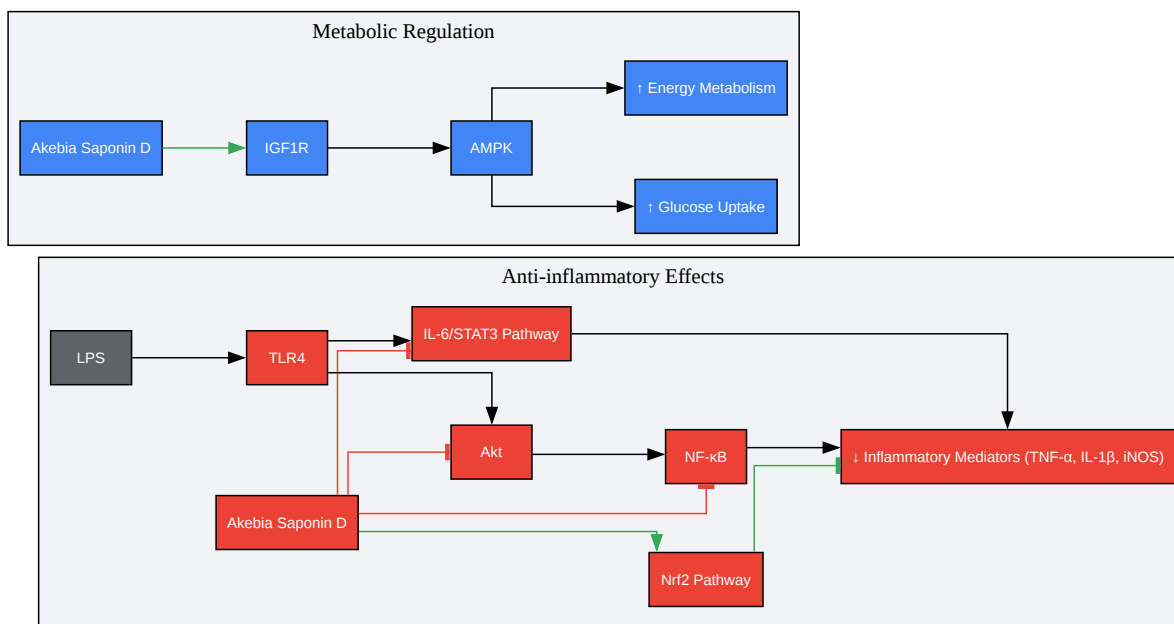 Metabolic Regulation
↑ Energy Metabolism
Akebia Saponin D
IGF1R
AMPK
↑ Glucose Uptake
Anti-inflammatory Effects
IL-6/STAT3 Pathway
LPS
TLR4
Akt
NF-κB
↓ Inflammatory Mediators (TNF-α, IL-1β, iNOS)
Akebia Saponin D
Nrf2 Pathway